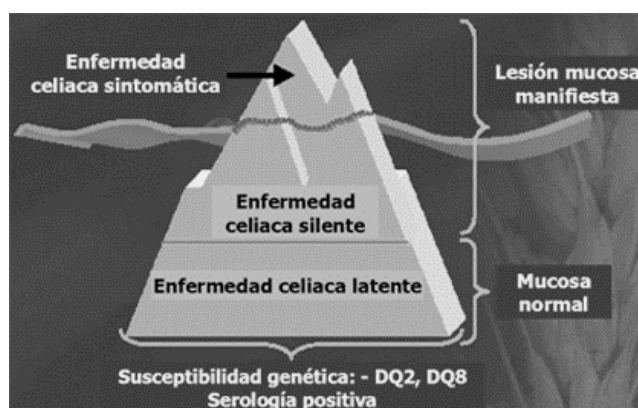 Enfermedad
celiaca sintomática
Lesión mucosa
manifiesta
Enfermedad
celiaca silente
Enfermedad celiaca latente
Mucosa
normal
Susceptibilidad genética: - DQ2, DQ8
Serología positiva